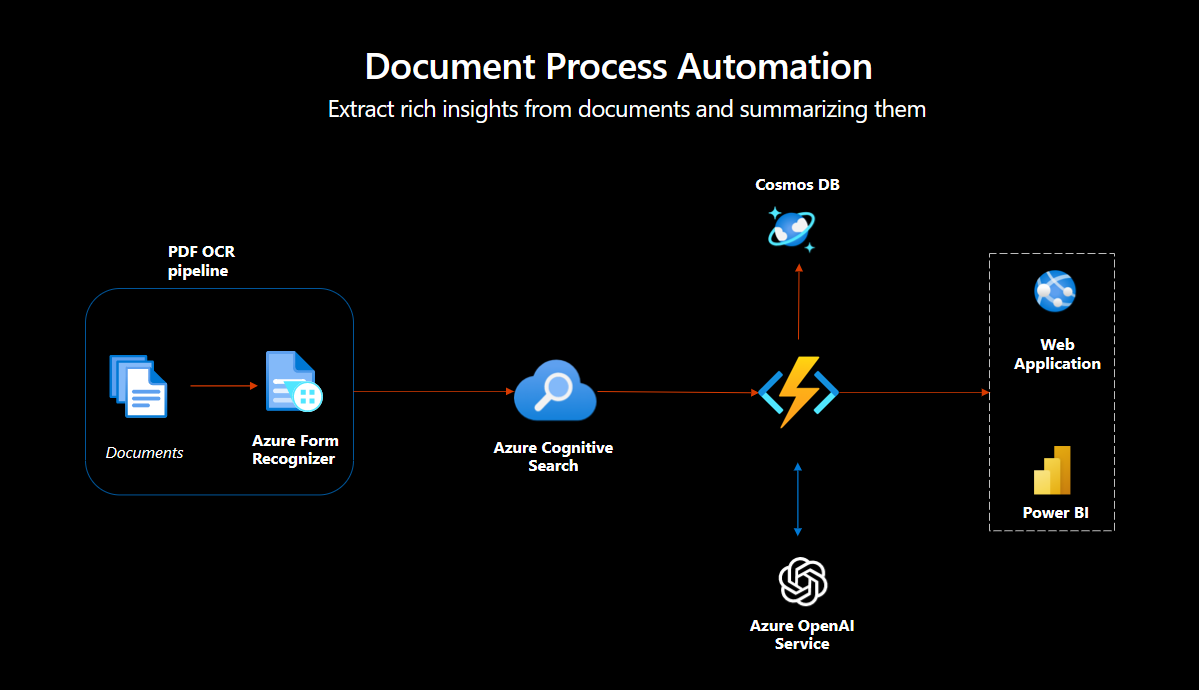 Document Process Automation
Extract rich insights from documents and summarizing them
Cosmos DB
PDF OCR
pipeline
Web
Application
Documents
Azure Form
Recognizer
Azure Cognitive
Search
Power BI
Azure OpenAI
Service